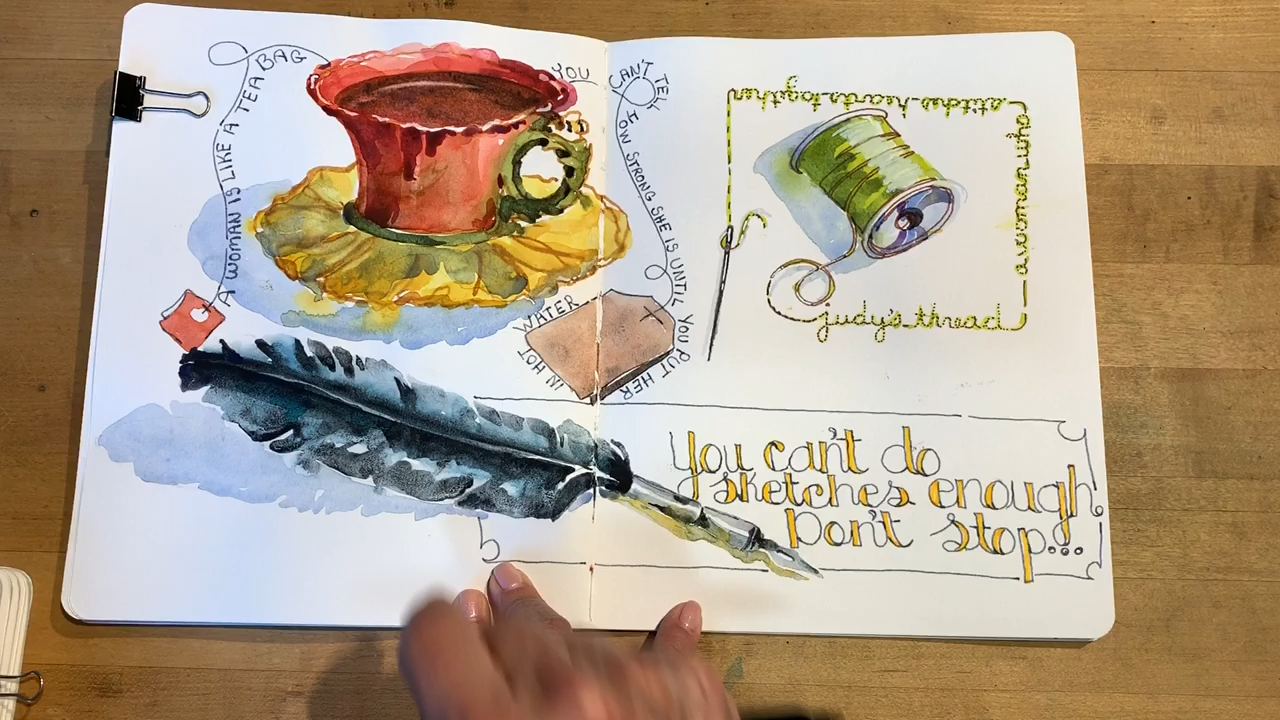 A WOMAN IS LIKE A TEA BAG
YOU CAN'T TELL
HOW STRONG SHE IS UNTIL YOU PUT HER
IN HOT WATER
a woman who
stitches hearts together
judy's thread
You can't do
sketches enough.
Don't stop...